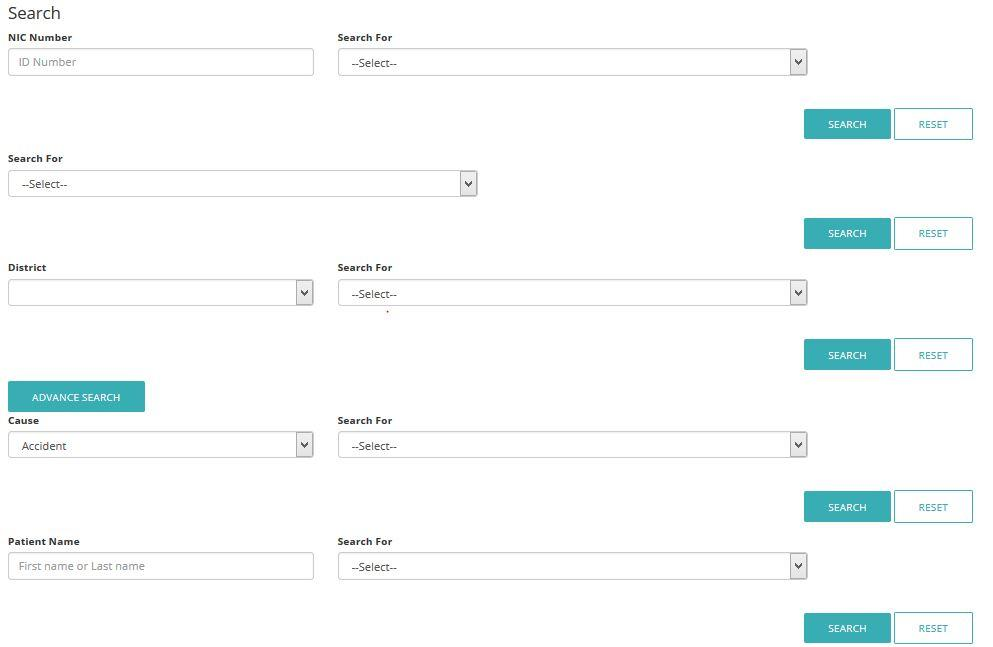 Search
NIC Number Search For
ID Number --Select--
SEARCH RESET
Search For
--Select--
SEARCH RESET
District Search For
--Select--
SEARCH RESET
ADVANCE SEARCH
Cause Search For
Accident --Select--
SEARCH RESET
Patient Name Search For
First name or Last name --Select--
SEARCH RESET